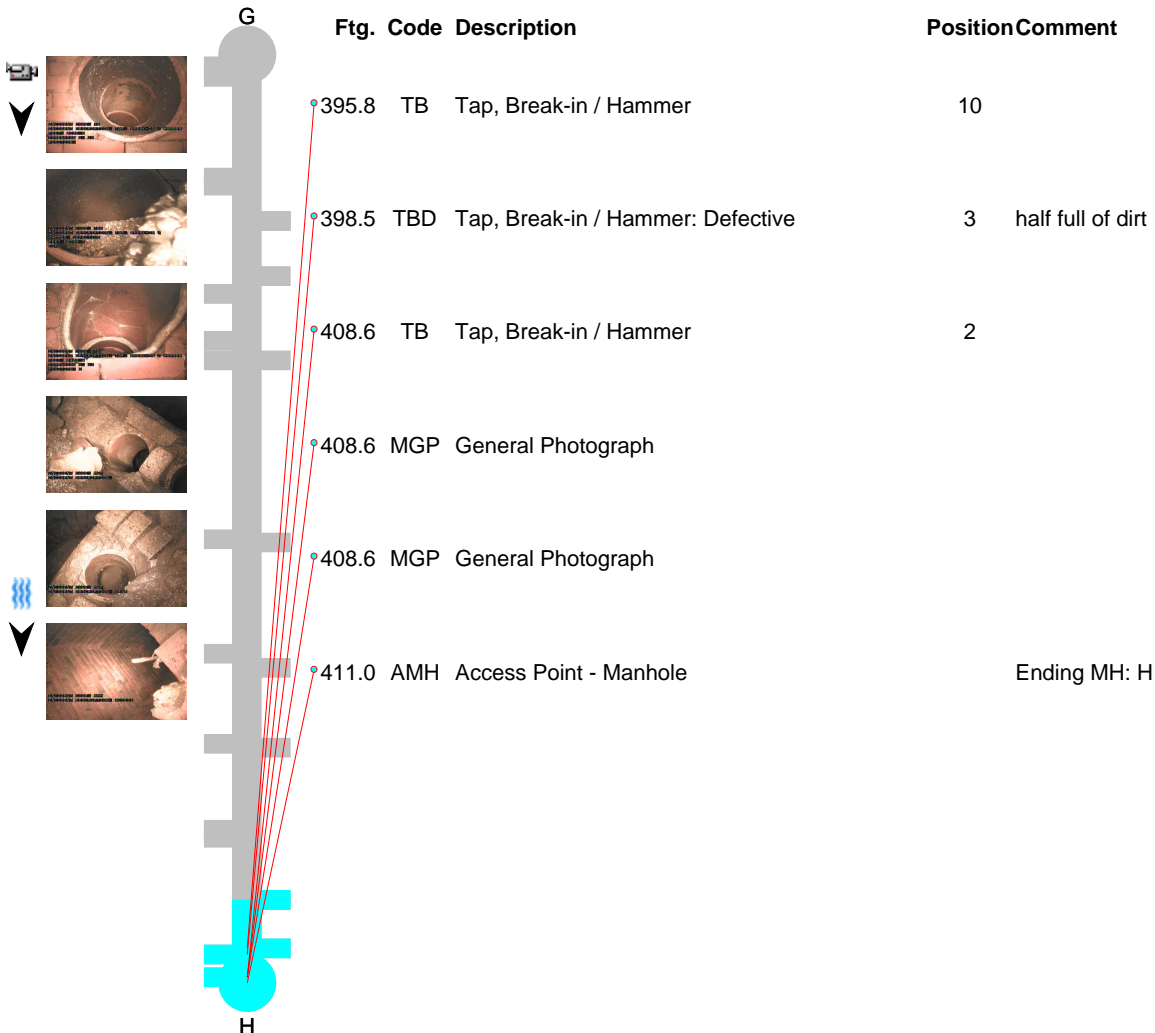 G
Ftg. Code Description Position Comment
395.8 TB Tap, Break-in / Hammer 10
398.5 TBD Tap, Break-in / Hammer: Defective 3 half full of dirt
408.6 TB Tap, Break-in / Hammer 2
408.6 MGP General Photograph
408.6 MGP General Photograph
411.0 AMH Access Point - Manhole Ending MH: H
H